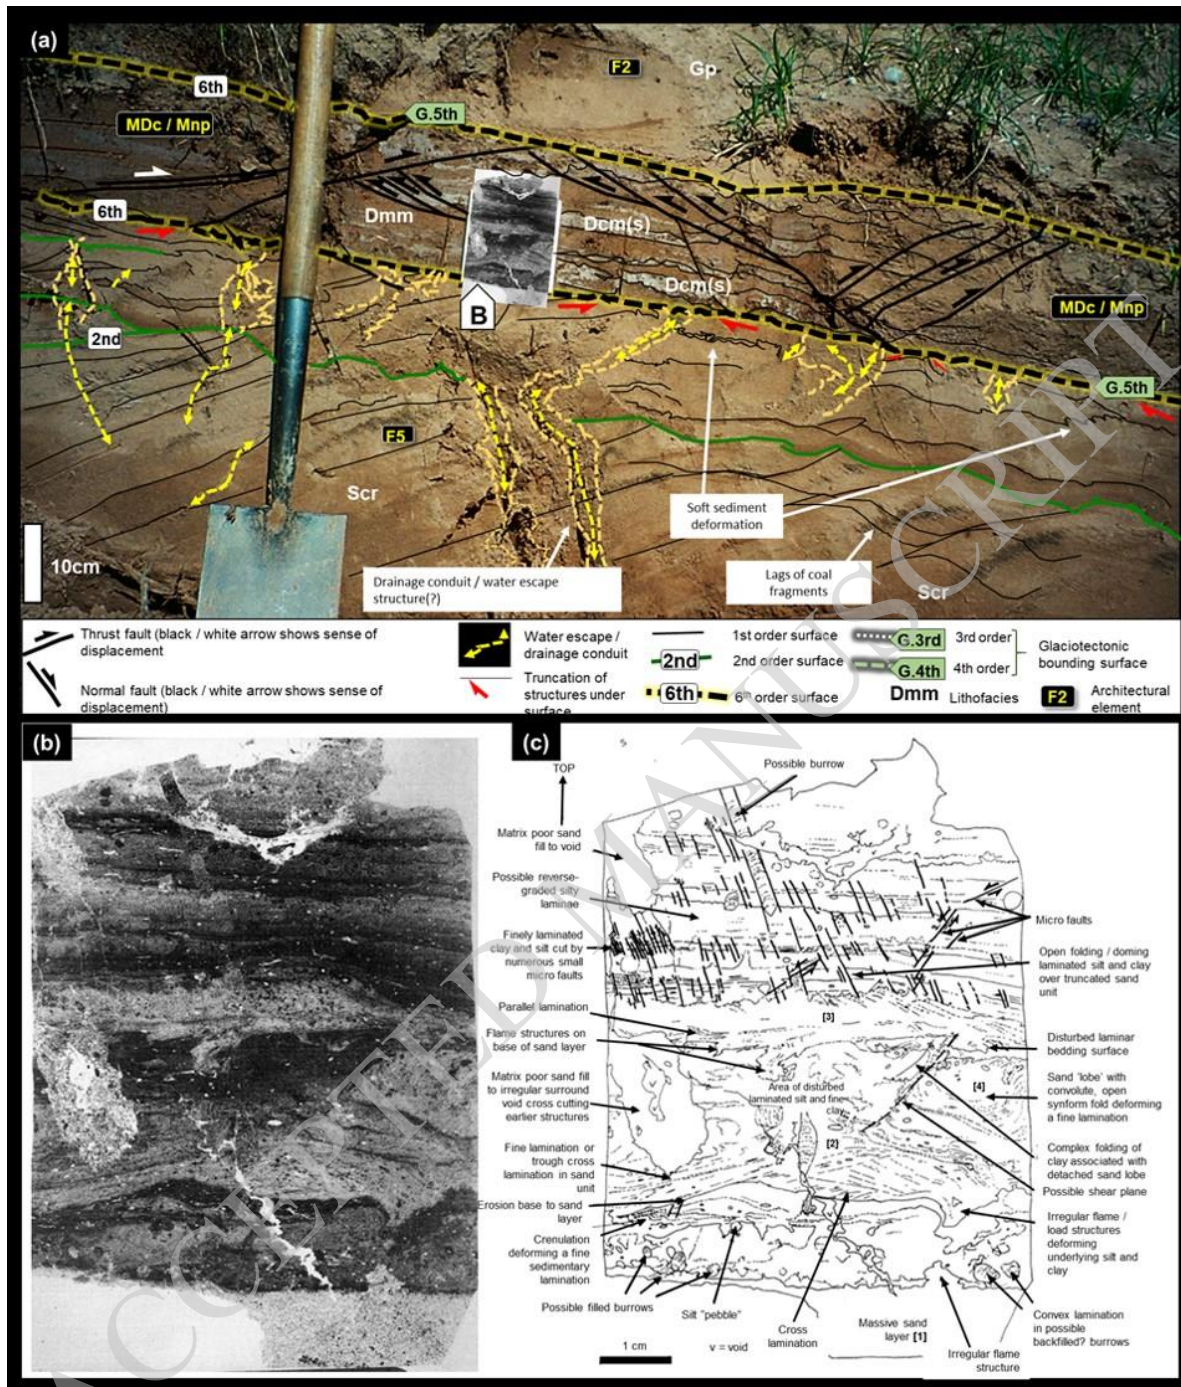 (a)
6th
F2
Gp
G.5th
MDc / Mnp
6th
Dmm
Dcm(s)
Dcm(s)
B
MDc / Mnp
2nd
G.5th
F5
Scr
Soft sediment
deformation
10cm
Drainage conduit / water escape
structure(?)
Lags of coal
fragments
Scr
Thrust fault (black / white arrow shows sense of
displacement
Normal fault (black / white arrow shows sense of
displacement)
Water escape /
drainage conduit
Truncation of
structures under
surface
1st order surface
2nd
2nd order surface
6th
6th order surface
G.3rd
3rd order
G.4th
4th order
Glaciotectonic
bounding surface
Dmm
Lithofacies
F2
Architectural
element
(b)
(c)
TOP
Possible burrow
Matrix poor sand
fill to void
Possible reverse-
graded silty
laminae
Finely laminated
clay and silt cut by
numerous small
micro faults
Parallel lamination
Flame structures on
base of sand layer
Matrix poor sand fill
to irregular surround
void cross cutting
earlier structures
Fine lamination or
trough cross
lamination in sand
unit
Erosion base to sand
layer
Crenulation
deforming a fine
sedimentary
lamination
Possible filled burrows
Silt "pebble"
Cross
lamination
Massive sand
layer [1]
Irregular flame
structure
1 cm
v = void
[3]
Area of disturbed
laminated silt and fine
clay
[2]
[4]
Micro faults
Open folding / doming
laminated silt and clay
over truncated sand
unit
Disturbed laminar
bedding surface
Sand 'lobe' with
convolute, open
synform fold deforming
a fine lamination
Complex folding of
clay associated with
detached sand lobe
Possible shear plane
Irregular flame /
load structures
deforming
underlying silt and
clay
Convex lamination
in possible
backfilled? burrows
ACCEPTED MANUSCRIPT